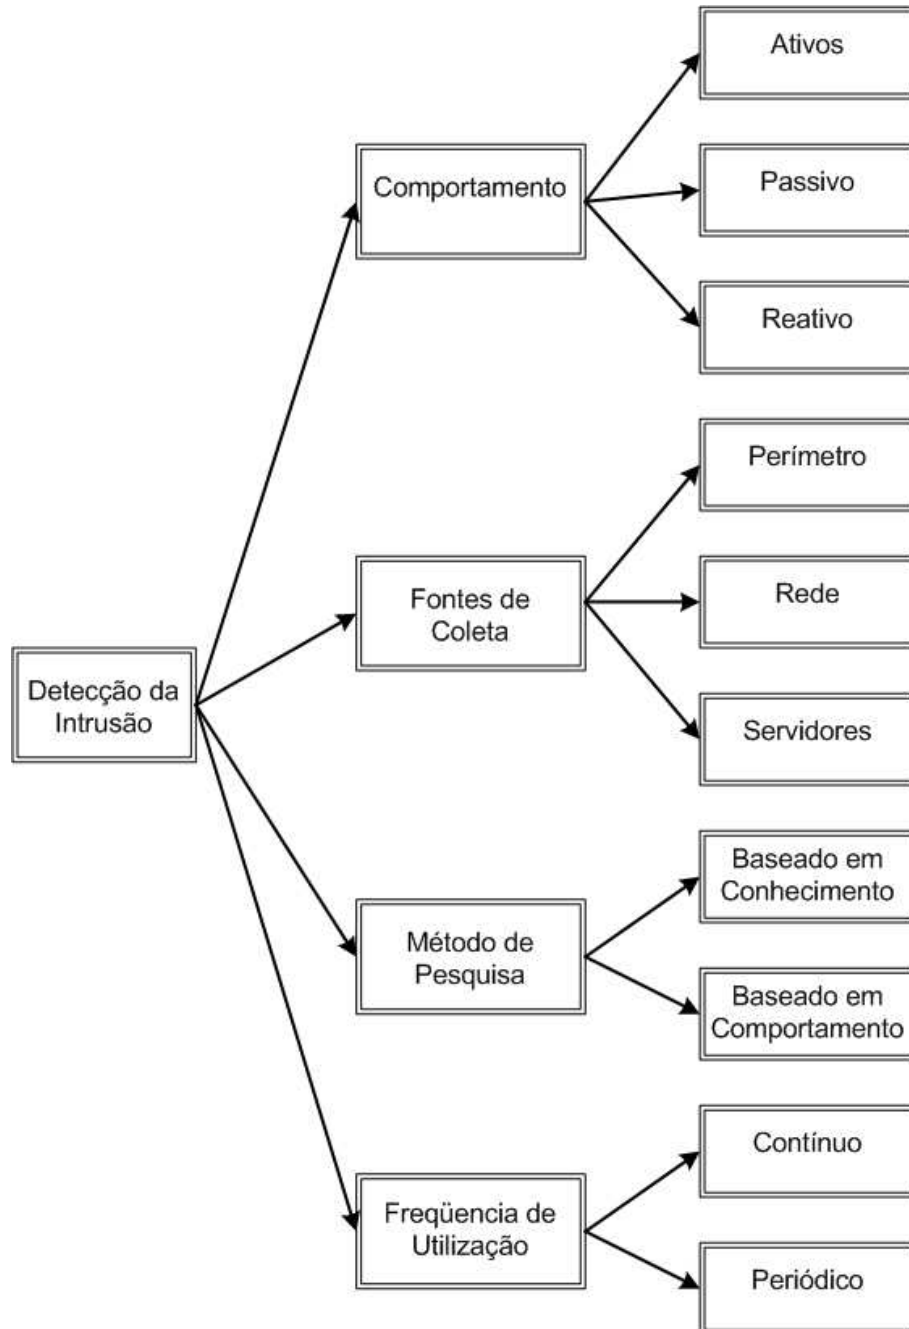 Ativos
Comportamento
Passivo
Reativo
Perímetro
Fontes de
Coleta
Rede
Detecção da
Intrusão
Servidores
Baseado em
Conhecimento
Método de
Pesquisa
Baseado em
Comportamento
Contínuo
Freqüencia de
Utilização
Periódico